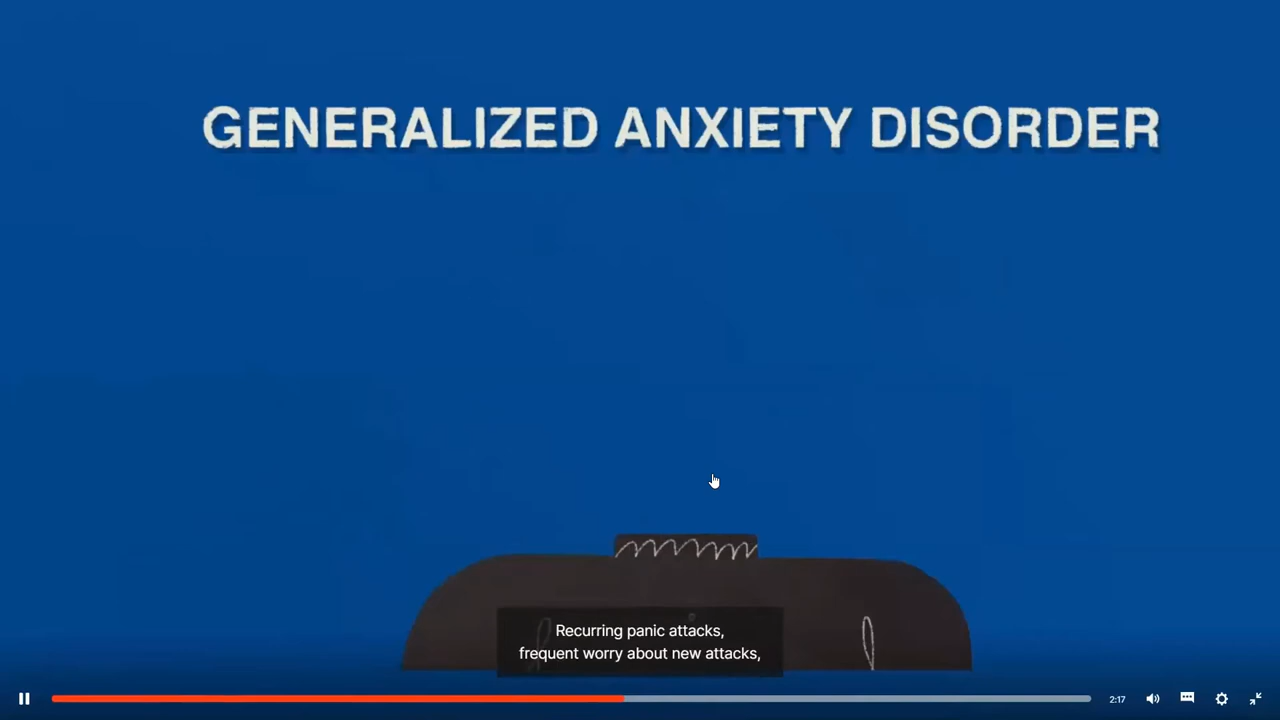 GENERALIZED ANXIETY DISORDER
Recurring panic attacks,
frequent worry about new attacks,
2:17